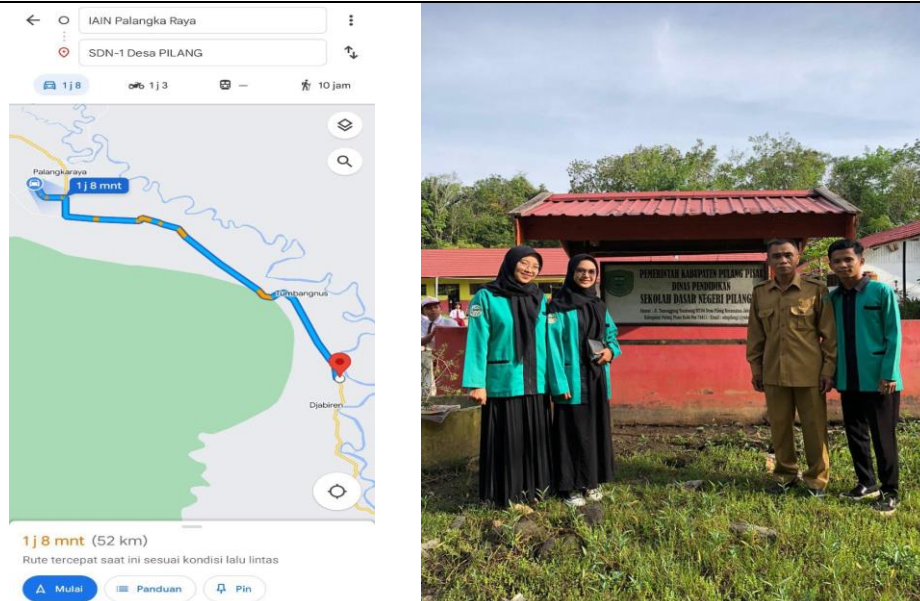 IAIN Palangka Raya
SDN-1 Desa PILANG
1 j 8
1 j 3
—
10 jam
Palangkaraya
1 j 8 mnt
Tumbangnus
Djabiren
1 j 8 mnt (52 km)
Rute tercepat saat ini sesuai kondisi lalu lintas
Mulai
Panduan
Pin
PEMERINTAH KABUPATEN PULANG PISAU
DINAS PENDIDIKAN
SEKOLAH DASAR NEGERI PILANG